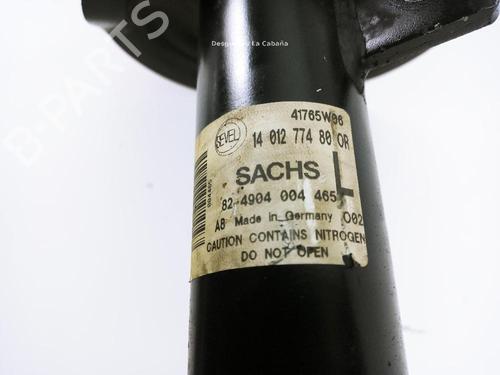 Desguaces La Cabaña
B-PARTS
41765W06
SEVEL
14 012 774 80 OR
SACHS L
82-4904 004 465
A8 Made in Germany 002
CAUTION CONTAINS NITROGEN
DO NOT OPEN